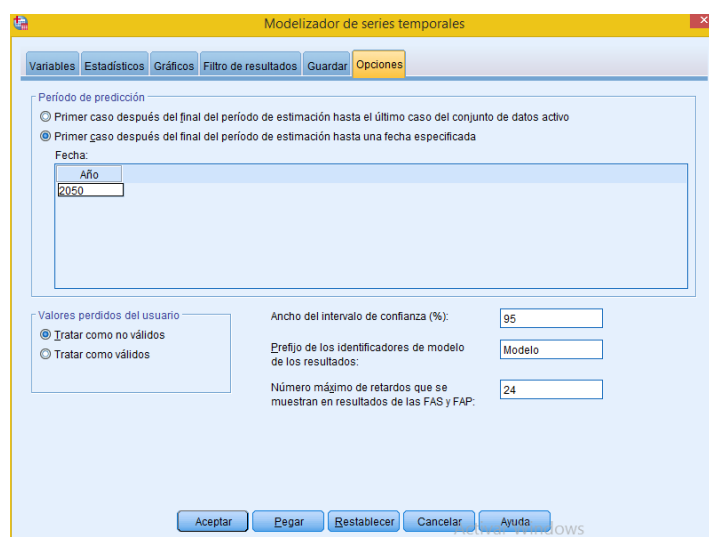 Modelizador de series temporales
Variables Estadísticos Gráficos Filtro de resultados Guardar Opciones
Período de predicción
Primer caso después del final del período de estimación hasta el último caso del conjunto de datos activo
Primer caso después del final del período de estimación hasta una fecha especificada
Fecha:
Año
2050
Valores perdidos del usuario
Tratar como no válidos
Tratar como válidos
Ancho del intervalo de confianza (%): 95
Prefijo de los identificadores de modelo
de los resultados: Modelo
Número máximo de retardos que se
muestran en resultados de las FAS y FAP: 24
Aceptar Pegar Restablecer Cancelar Ayuda